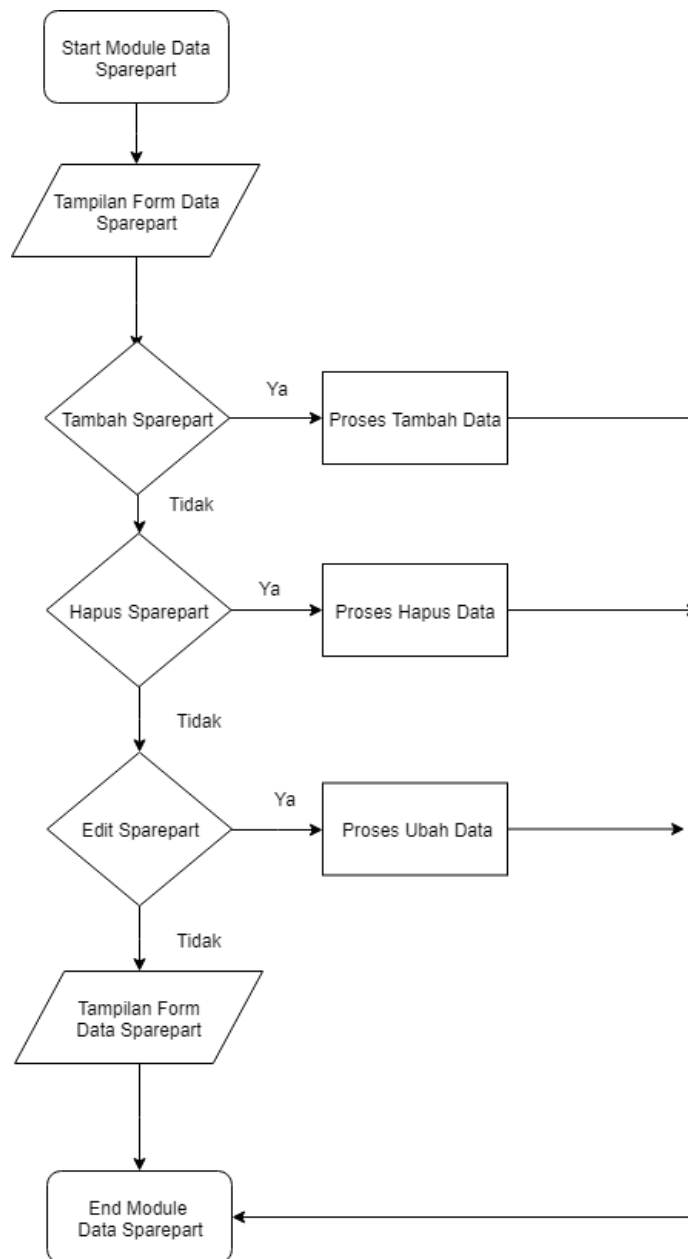 Start Module Data
Sparepart
Tampilan Form Data
Sparepart
Tambah Sparepart
Ya
Proses Tambah Data
Tidak
Hapus Sparepart
Ya
Proses Hapus Data
Tidak
Edit Sparepart
Ya
Proses Ubah Data
Tidak
Tampilan Form
Data Sparepart
End Module
Data Sparepart